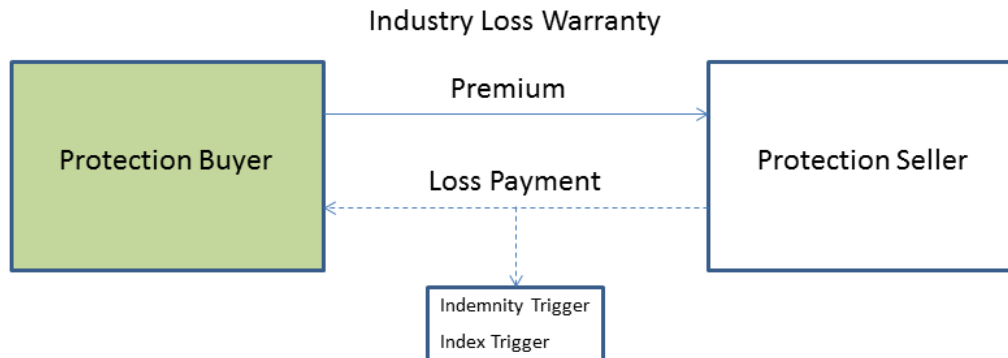 Industry Loss Warranty
Premium
Protection Buyer
Protection Seller
Loss Payment
Indemnity Trigger
Index Trigger